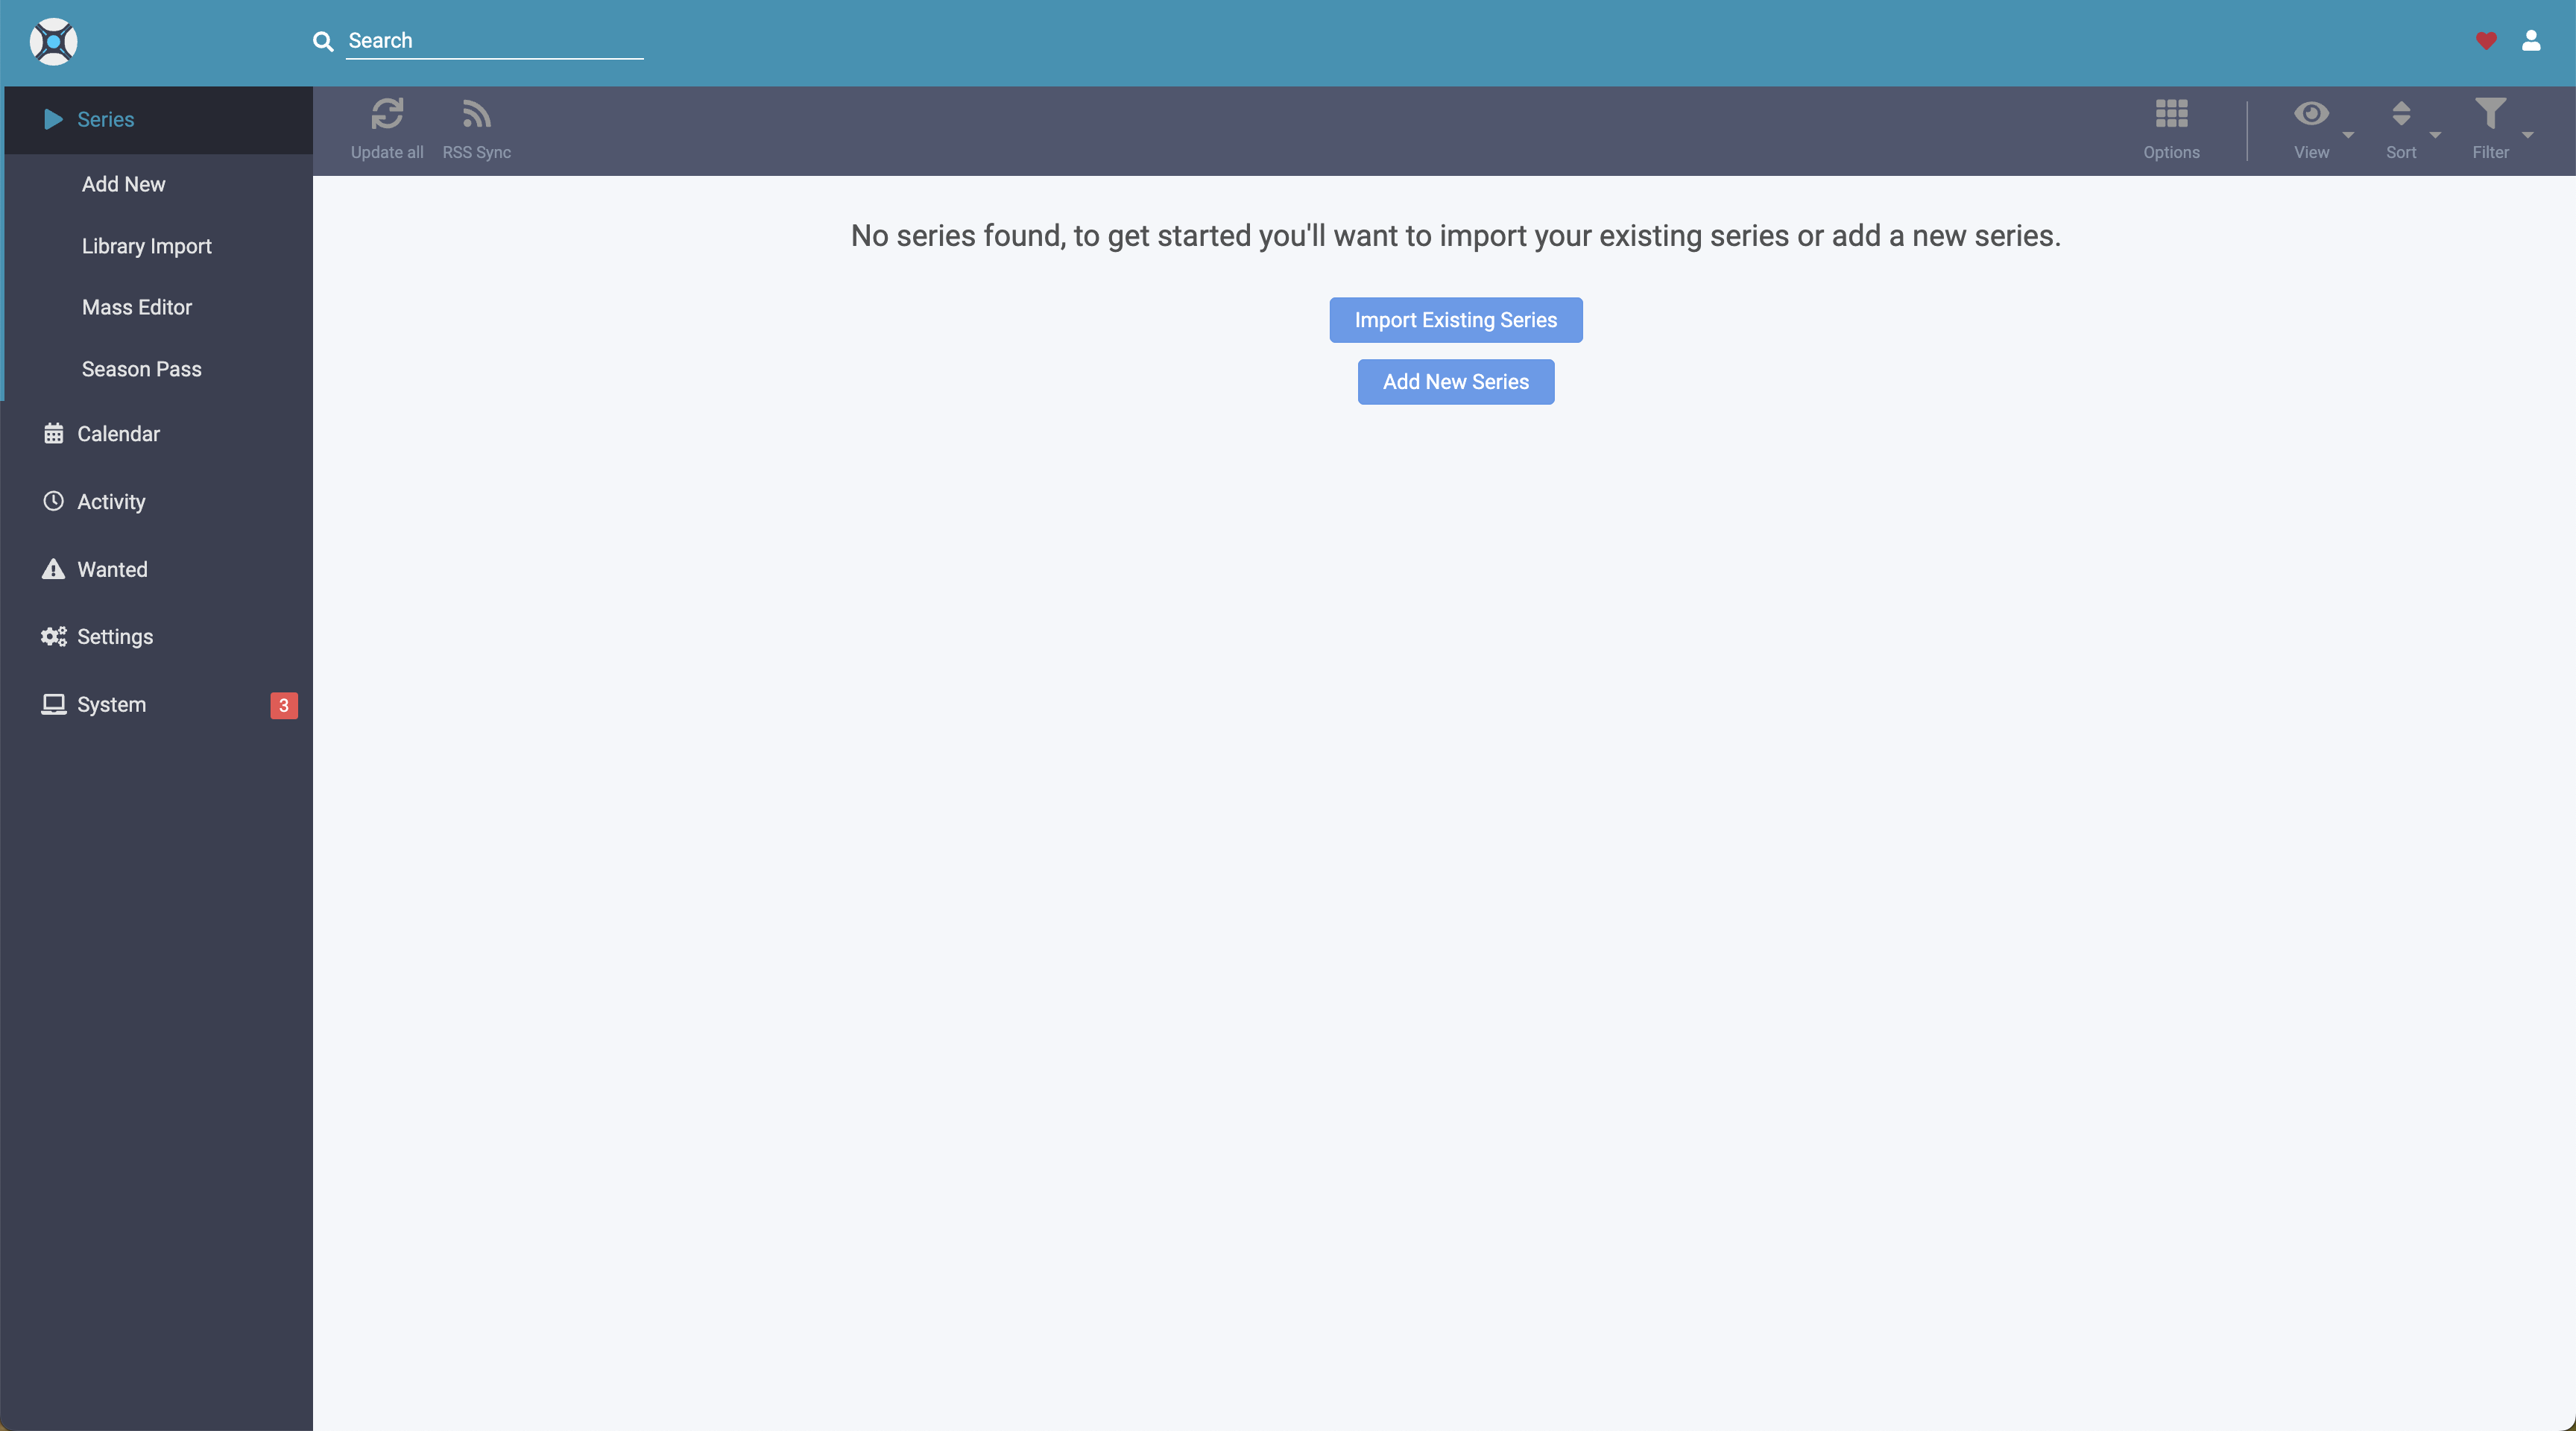 Search
Series
Add New
Library Import
Mass Editor
Season Pass
Calendar
Activity
Wanted
Settings
System 3
Update all RSS Sync Options View Sort Filter
No series found, to get started you'll want to import your existing series or add a new series.
Import Existing Series
Add New Series